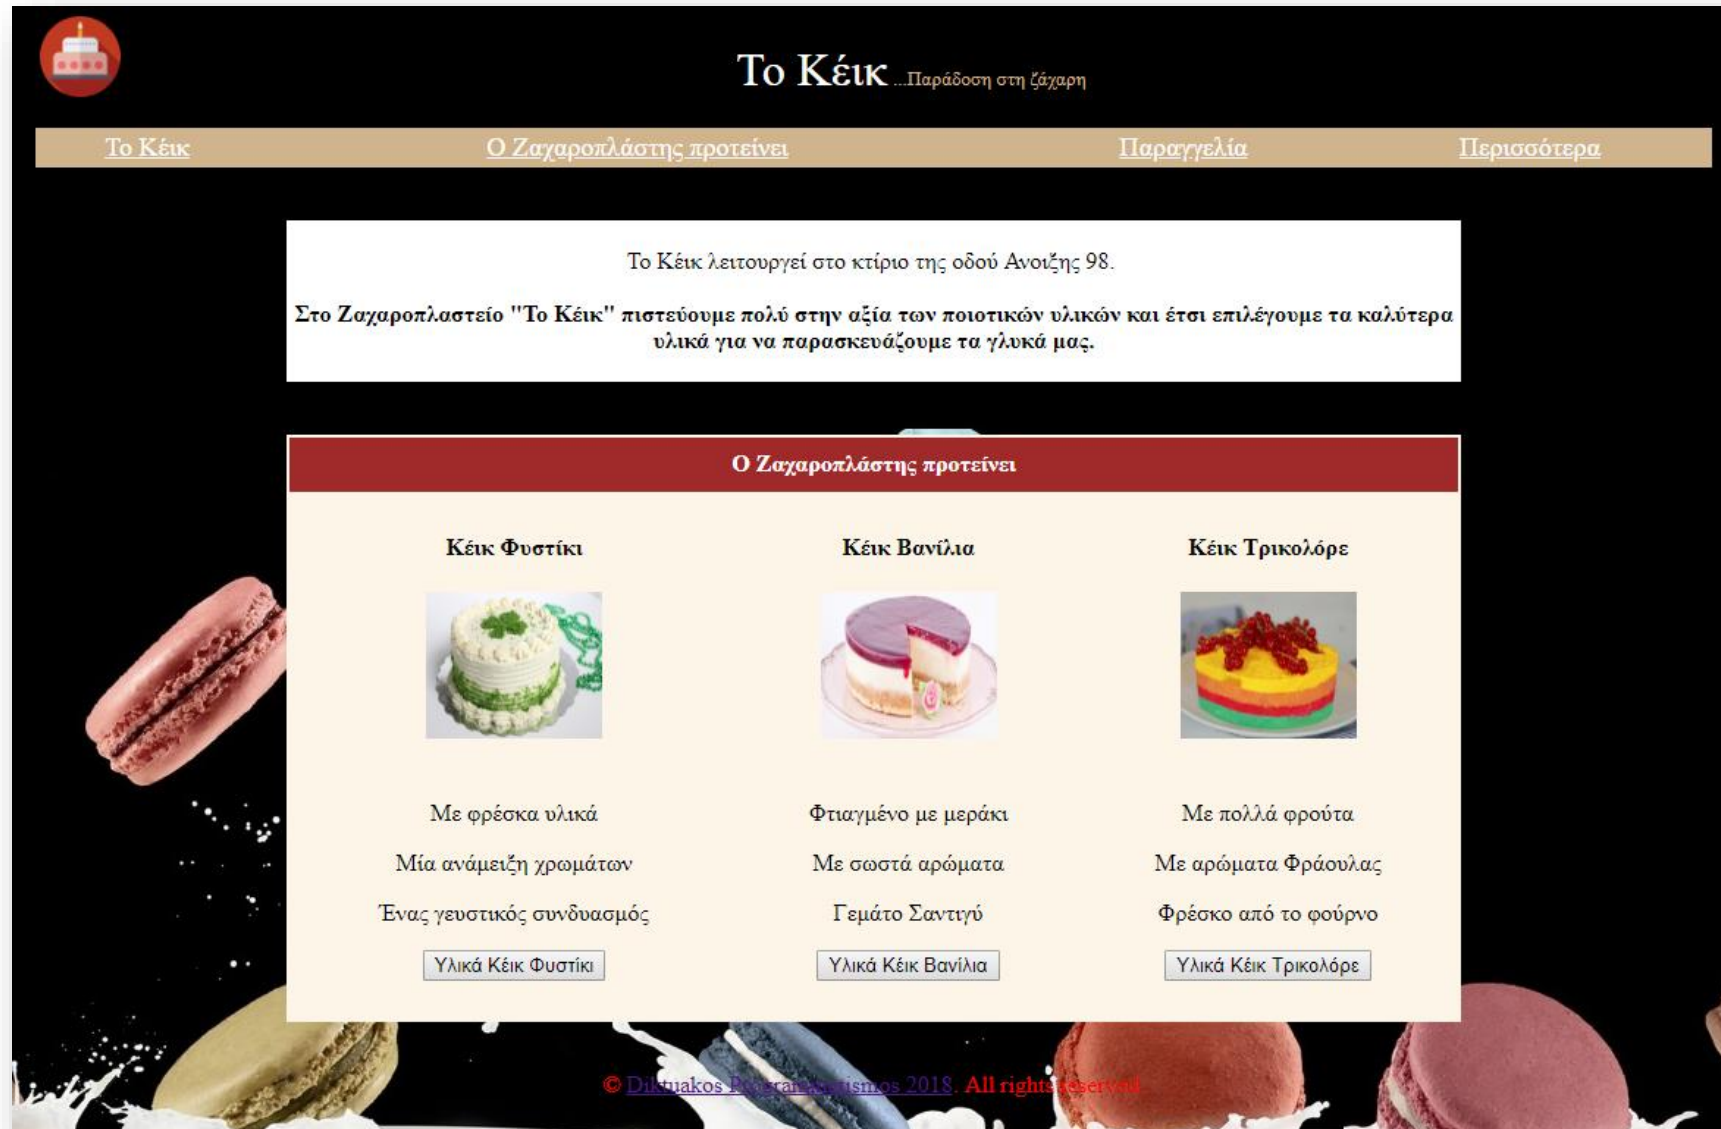 Το Κέικ ...Παράδοση στη ζάχαρη
Το Κέικ Ο Ζαχαροπλάστης προτείνει Παραγγελία Περισσότερα
Το Κέικ λειτουργεί στο κτίριο της οδού Ανοιξης 98.
Στο Ζαχαροπλαστείο "Το Κέικ" πιστεύουμε πολύ στην αξία των ποιοτικών υλικών και έτσι επιλέγουμε τα καλύτερα
υλικά για να παρασκευάζουμε τα γλυκά μας.
Ο Ζαχαροπλάστης προτείνει
Κέικ Φυστίκι Κέικ Βανίλια Κέικ Τρικολόρε
Με φρέσκα υλικά Φτιαγμένο με μεράκι Με πολλά φρούτα
Μία ανάμειξη χρωμάτων Με σωστά αρώματα Με αρώματα Φράουλας
Ένας γευστικός συνδυασμός Γεμάτο Σαντιγύ Φρέσκο από το φούρνο
Υλικά Κέικ Φυστίκι Υλικά Κέικ Βανίλια Υλικά Κέικ Τρικολόρε
© Diktuakos 2018. All rights reserved